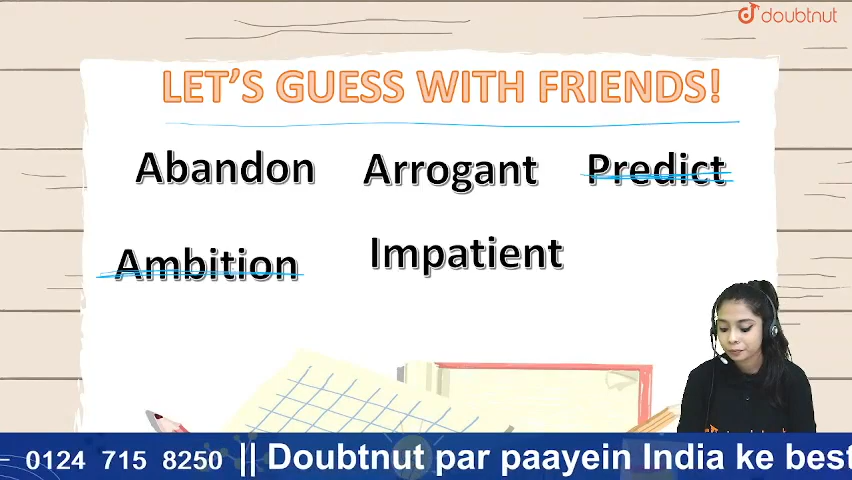 doubtnut
LET'S GUESS WITH FRIENDS!
Abandon Arrogant Predict
Ambition Impatient
- 0124 715 8250 || Doubtnut par paayein India ke best